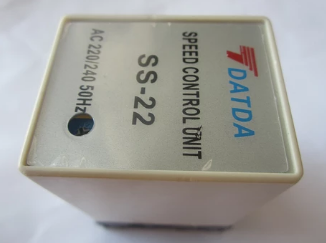 DATDA
SPEED CONTROL UNIT
SS-22
AC 220/240 50Hz